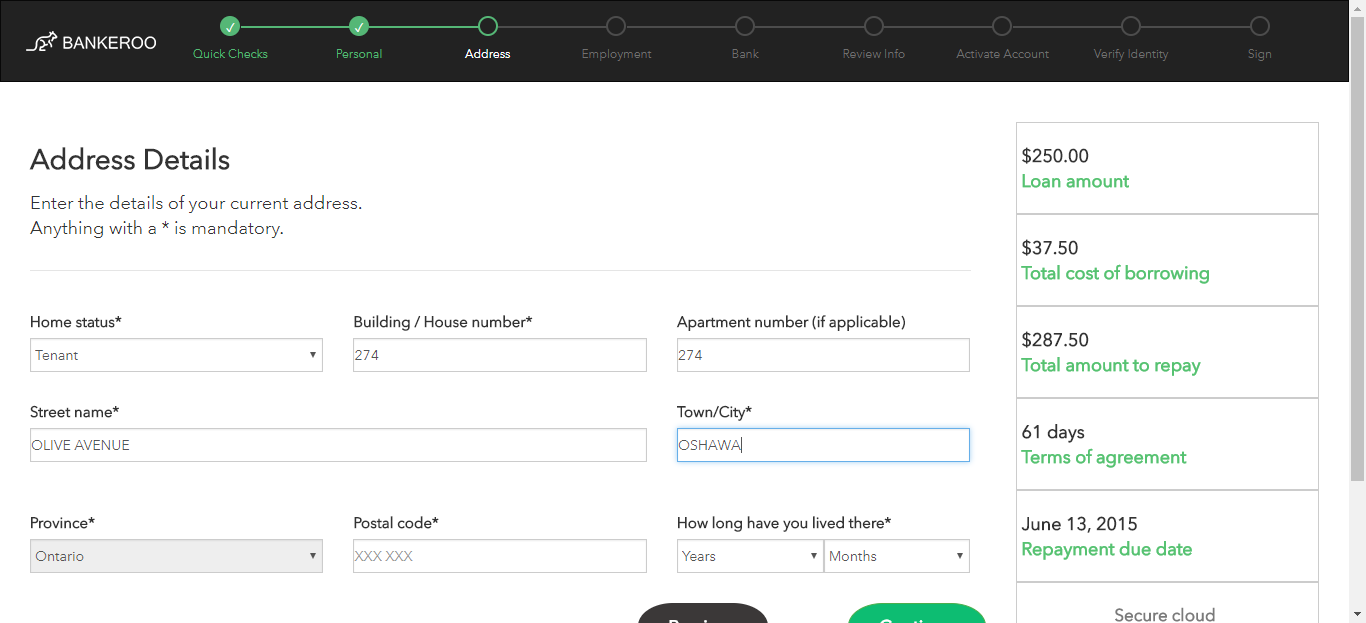 BANKEROO
Quick Checks
Personal
Address
Employment
Bank
Review Info
Activate Account
Verify Identity
Sign
Address Details
Enter the details of your current address.
Anything with a * is mandatory.
Home status*
Building / House number*
Apartment number (if applicable)
Tenant
274
274
Street name*
Town/City*
OLIVE AVENUE
OSHAWA
Province*
Postal code*
How long have you lived there*
Ontario
XXX XXX
Years
Months
$250.00
Loan amount
$37.50
Total cost of borrowing
$287.50
Total amount to repay
61 days
Terms of agreement
June 13, 2015
Repayment due date
Secure cloud